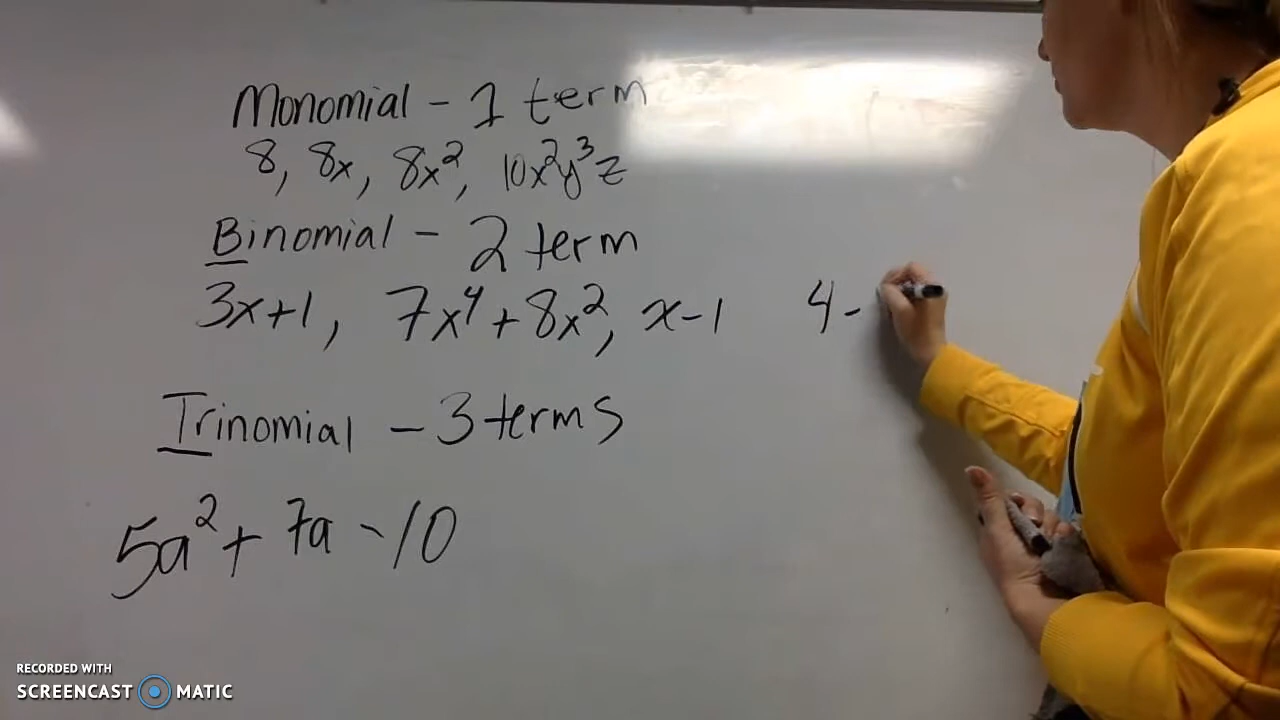 Monomial - 1 term
8, 8x, 8x², 10x²y³z
Binomial - 2 term
3x+1, 7x⁴+8x², x-1 4-
Trinomial - 3 terms
5a²+7a-10
RECORDED WITH
SCREENCAST MATIC